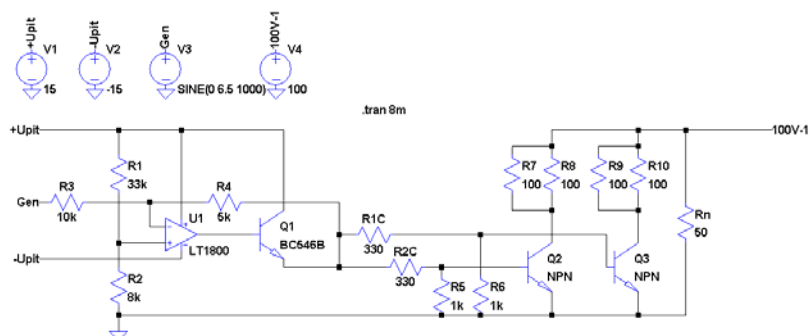 +Upit
V1
15
-Upit
V2
-15
Gen
V3
SINE(0 6.5 1000)
100V-1
V4
100
.tran 8m
+Upit
100V-1
R1
33k
R7
100
R8
100
R9
100
R10
100
R3
10k
R4
5k
Gen
U1
LT1800
Q1
BC546B
R1C
330
Rn
50
-Upit
R2C
330
Q2
NPN
Q3
NPN
R2
8k
R5
1k
R6
1k